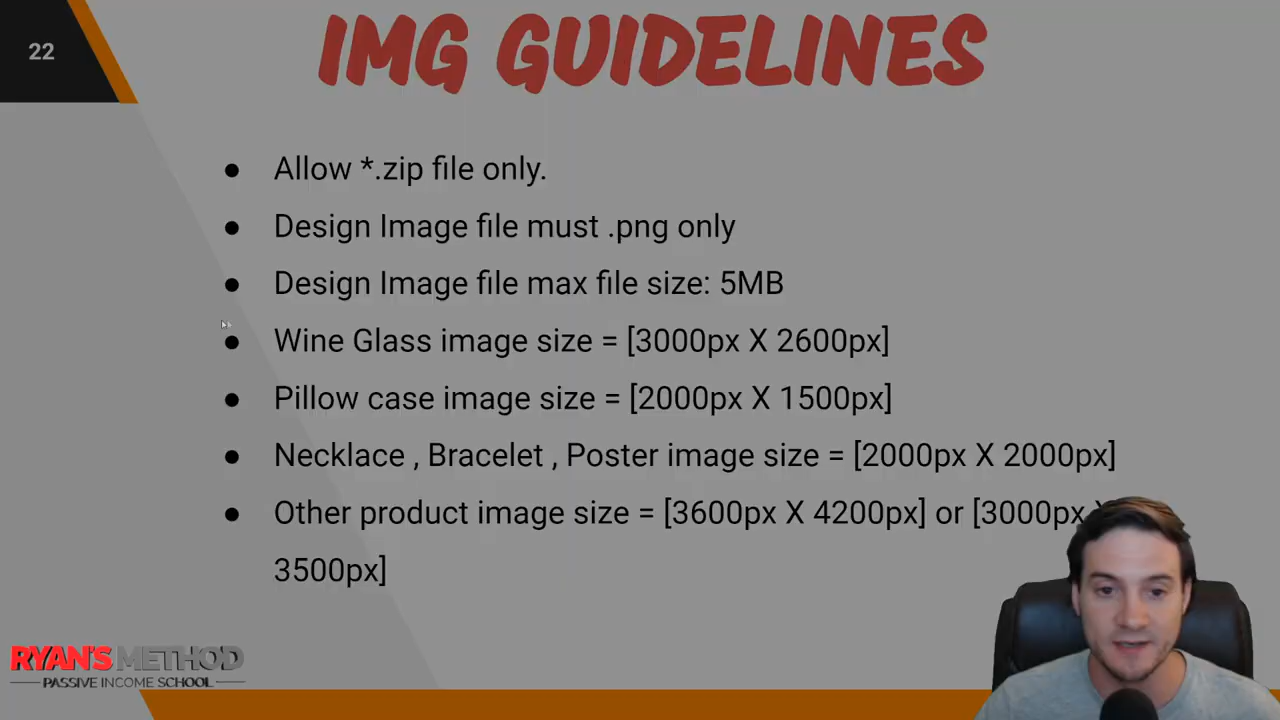 22
IMG GUIDELINES
● Allow *.zip file only.
● Design Image file must .png only
● Design Image file max file size: 5MB
● Wine Glass image size = [3000px X 2600px]
● Pillow case image size = [2000px X 1500px]
● Necklace , Bracelet , Poster image size = [2000px X 2000px]
● Other product image size = [3600px X 4200px] or [3000px X
3500px]
RYAN'S METHOD
PASSIVE INCOME SCHOOL